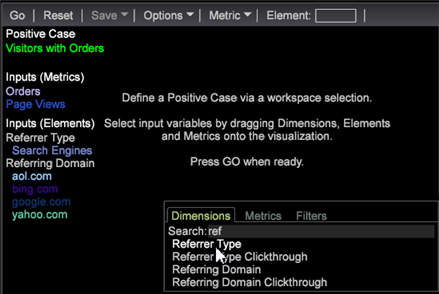 Go | Reset | Save | Options | Metric | Element: |
Positive Case
Visitors with Orders
Inputs (Metrics)
Orders
Page Views
Inputs (Elements)
Referrer Type
Search Engines
Referring Domain
aol.com
bing.com
google.com
yahoo.com
Define a Positive Case via a workspace selection.
Select input variables by dragging Dimensions, Elements
and Metrics onto the visualization.
Press GO when ready.
Dimensions Metrics Filters
Search: ref
Referrer Type
Referrer Type Clickthrough
Referring Domain
Referring Domain Clickthrough